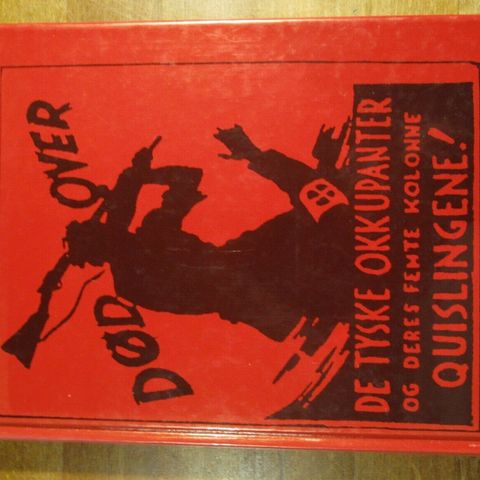 DØD OVER
DE TYSKE OKKUPANTER
OG DERES FEMTE KOLONNE
QUISLINGENE!